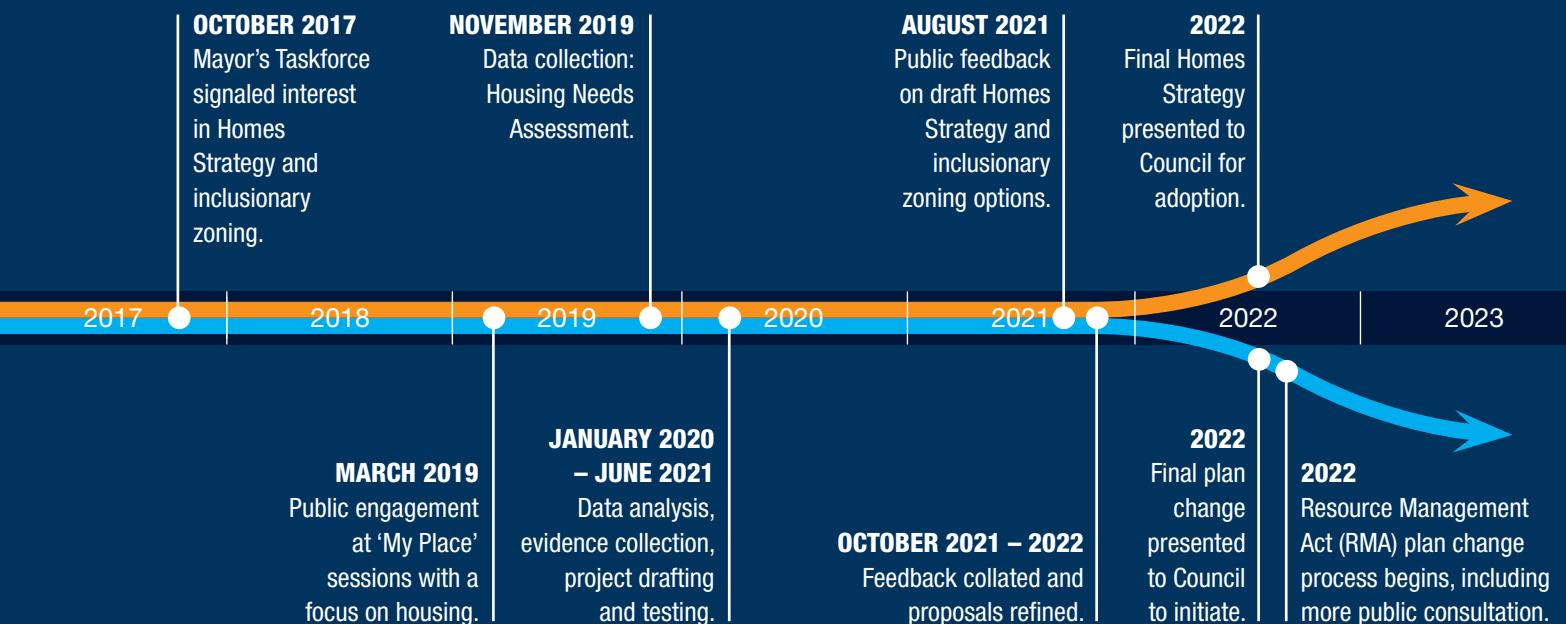 OCTOBER 2017
Mayor’s Taskforce
signaled interest
in Homes
Strategy and
inclusionary
zoning.
NOVEMBER 2019
Data collection:
Housing Needs
Assessment.
AUGUST 2021
Public feedback
on draft Homes
Strategy and
inclusionary
zoning options.
2022
Final Homes
Strategy
presented to
Council for
adoption.
2017 2018 2019 2020 2021 2022 2023
MARCH 2019
Public engagement
at ‘My Place’
sessions with a
focus on housing.
JANUARY 2020
– JUNE 2021
Data analysis,
evidence collection,
project drafting
and testing.
OCTOBER 2021 – 2022
Feedback collated and
proposals refined.
2022
Final plan
change
presented
to Council
to initiate.
2022
Resource Management
Act (RMA) plan change
process begins, including
more public consultation.